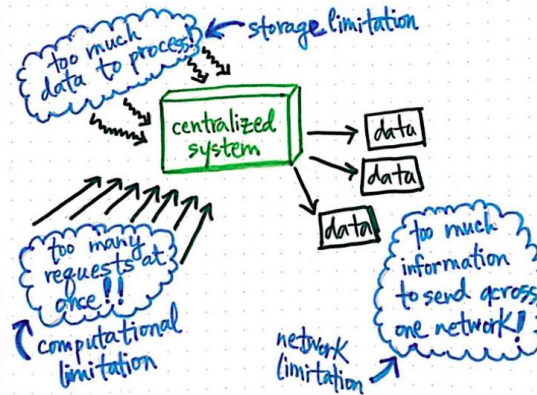 too much
data to process!
storage limitation
centralized
system
data
data
data
too many
requests at
once!!
computational
limitation
too much
information
to send across
one network!
network
limitation